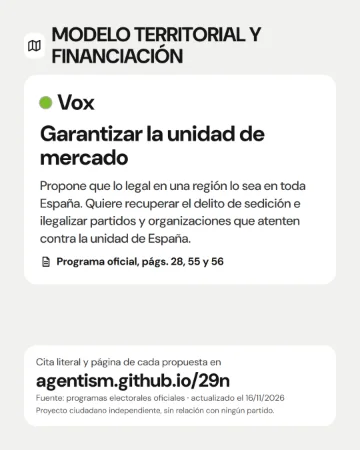 MODELO TERRITORIAL Y
FINANCIACIÓN
Vox
Garantizar la unidad de
mercado
Propone que lo legal en una región lo sea en toda
España. Quiere recuperar el delito de sedición e
ilegalizar partidos y organizaciones que atenten
contra la unidad de España.
Programa oficial, págs. 28, 55 y 56
Cita literal y página de cada propuesta en
agentism.github.io/29n
Fuente: programas electorales oficiales · actualizado el 16/11/2026
Proyecto ciudadano independiente, sin relación con ningún partido.